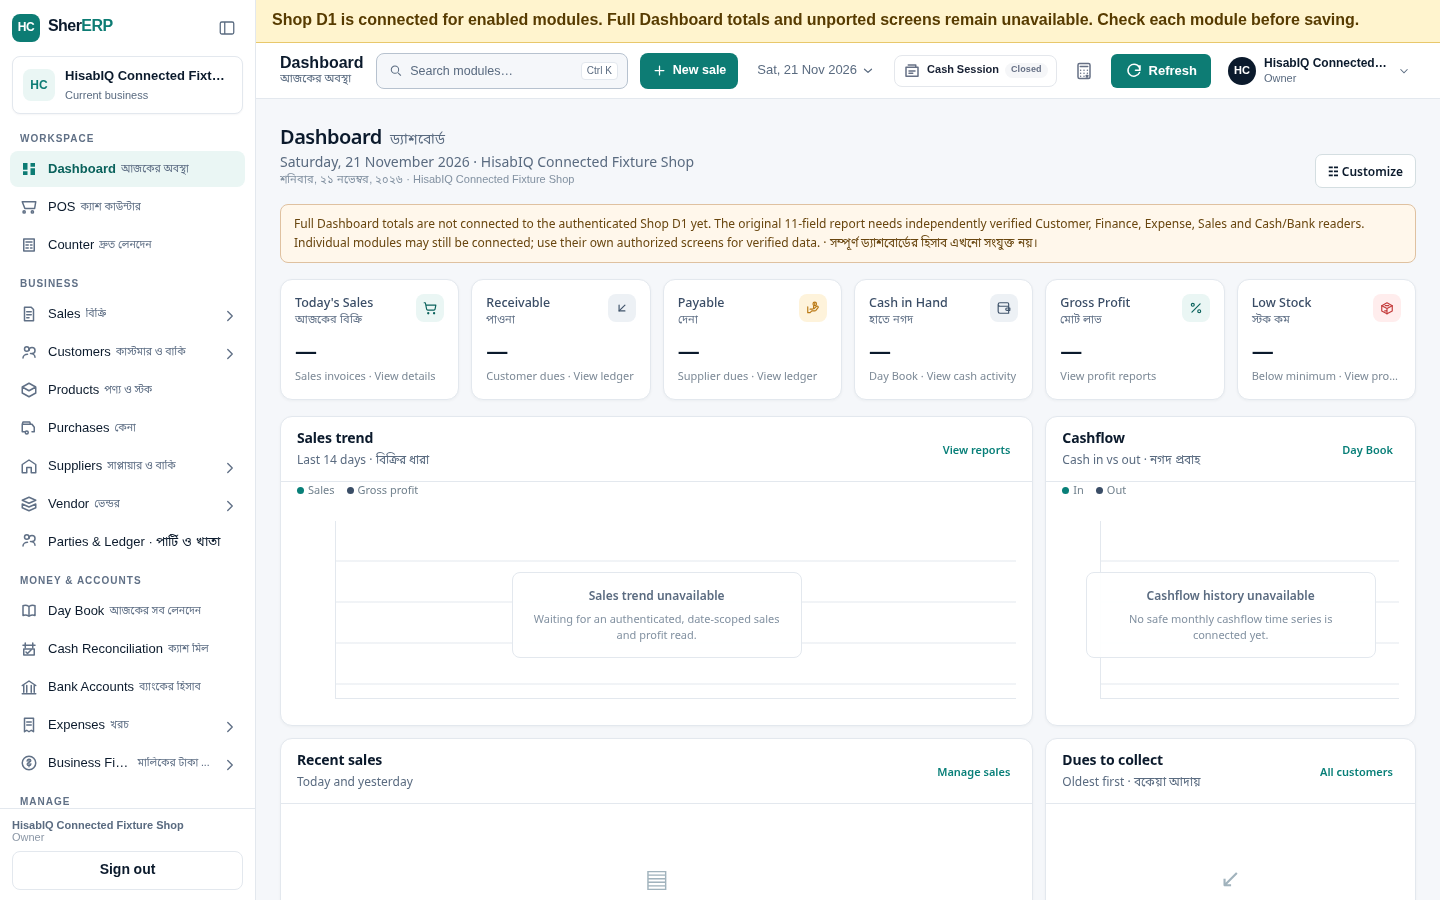 Shop D1 is connected for enabled modules. Full Dashboard totals and unported screens remain unavailable. Check each module before saving.
HC SherERP
HC
HisabIQ Connected Fixt...
Current business
WORKSPACE
Dashboard আজকের অবস্থা
POS ক্যাশ কাউন্টার
Counter দ্রুত লেনদেন
BUSINESS
Sales বিক্রি
Customers কাস্টমার ও বাকি
Products পণ্য ও স্টক
Purchases কেনা
Suppliers সাপ্লায়ার ও বাকি
Vendor ভেন্ডর
Parties & Ledger · পার্টি ও খাতা
MONEY & ACCOUNTS
Day Book আজকের সব লেনদেন
Cash Reconciliation ক্যাশ মিল
Bank Accounts ব্যাংকের হিসাব
Expenses খরচ
Business Fi... মালিকের টাকা ...
MANAGE
HisabIQ Connected Fixture Shop
Owner
Sign out
Dashboard
আজকের অবস্থা
Search modules…
Ctrl K
New sale
Sat, 21 Nov 2026
Cash Session Closed
Refresh
HC
HisabIQ Connected...
Owner
Dashboard ড্যাশবোর্ড
Saturday, 21 November 2026 · HisabIQ Connected Fixture Shop
শনিবার, ২১ নভেম্বর, ২০২৬ · HisabIQ Connected Fixture Shop
Customize
Full Dashboard totals are not connected to the authenticated Shop D1 yet. The original 11-field report needs independently verified Customer, Finance, Expense, Sales and Cash/Bank readers.
Individual modules may still be connected; use their own authorized screens for verified data. · সম্পূর্ণ ড্যাশবোর্ডের হিসাব এখনো সংযুক্ত নয়।
Today's Sales
আজকের বিক্রি
—
Sales invoices · View details
Receivable
পাওনা
—
Customer dues · View ledger
Payable
দেনা
—
Supplier dues · View ledger
Cash in Hand
হাতে নগদ
—
Day Book · View cash activity
Gross Profit
মোট লাভ
—
View profit reports
Low Stock
স্টক কম
—
Below minimum · View pro...
Sales trend
Last 14 days · বিক্রির ধারা
View reports
Sales Gross profit
Sales trend unavailable
Waiting for an authenticated, date-scoped sales
and profit read.
Cashflow
Cash in vs out · নগদ প্রবাহ
Day Book
In Out
Cashflow history unavailable
No safe monthly cashflow time series is
connected yet.
Recent sales
Today and yesterday
Manage sales
Dues to collect
Oldest first · বকেয়া আদায়
All customers